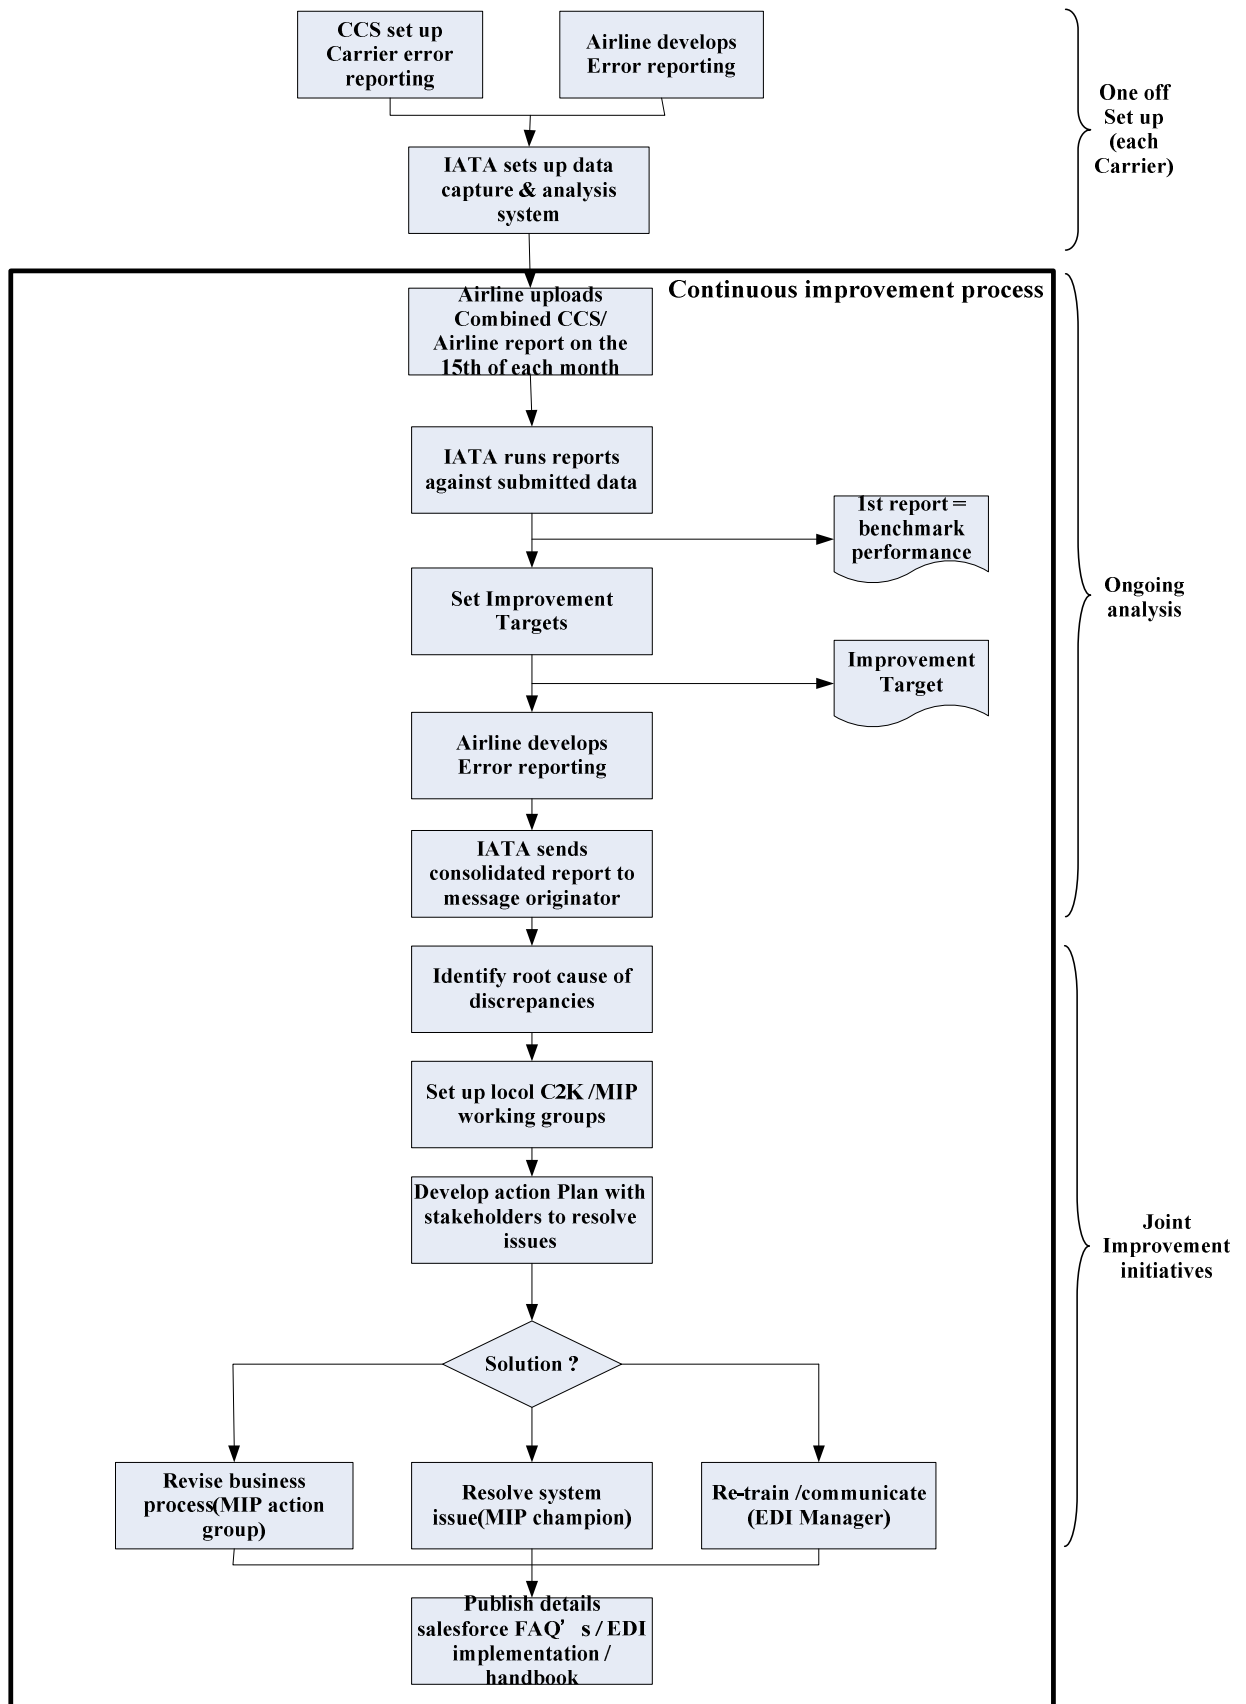 CCS set up
Carrier error
reporting
Airline develops
Error reporting
One off
Set up
(each
Carrier)
IATA sets up data
capture & analysis
system
Continuous improvement process
Airline uploads
Combined CCS/
Airline report on the
15th of each month
IATA runs reports
against submitted data
1st report =
benchmark
performance
Set Improvement
Targets
Ongoing
analysis
Improvement
Target
Airline develops
Error reporting
IATA sends
consolidated report to
message originator
Identify root cause of
discrepancies
Set up locol C2K /MIP
working groups
Develop action Plan with
stakeholders to resolve
issues
Joint
Improvement
initiatives
Solution ?
Revise business
process(MIP action
group)
Resolve system
issue(MIP champion)
Re-train /communicate
(EDI Manager)
Publish details
salesforce FAQ’ s / EDI
implementation /
handbook